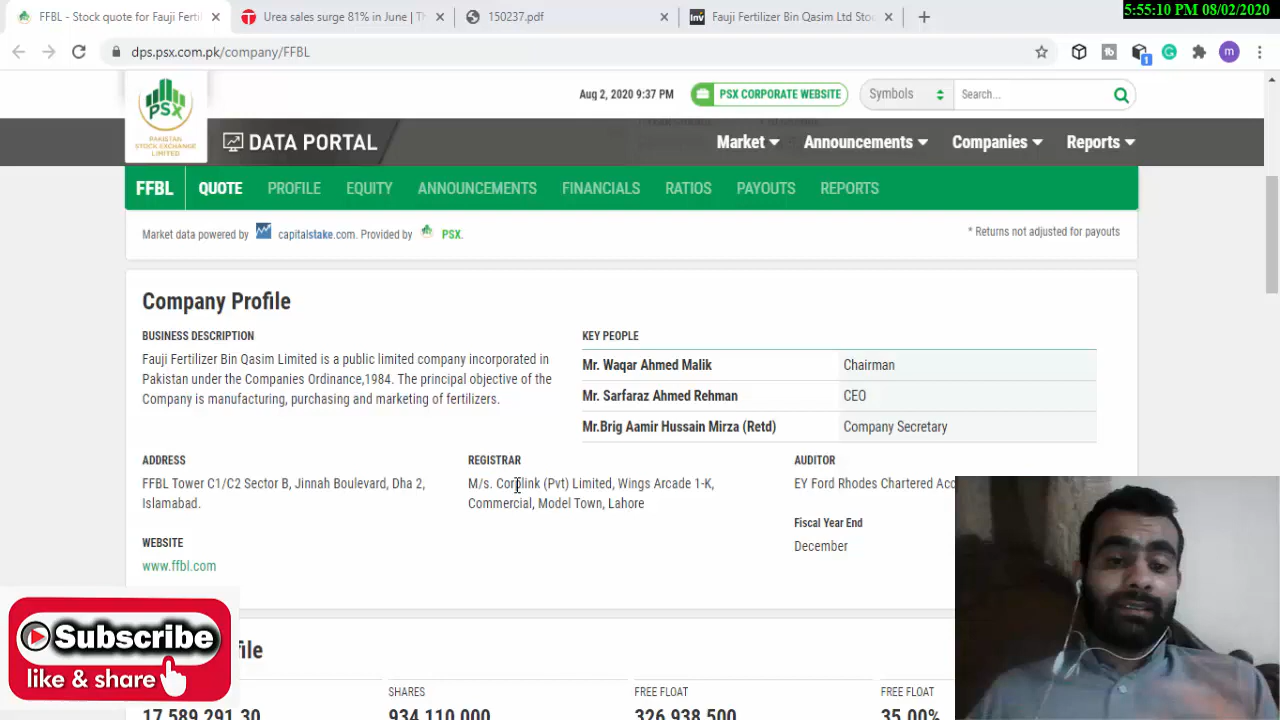 FFBL - Stock quote for Fauji Ferti
Urea sales surge 81% in June | Th
150237.pdf
Inv
Fauji Fertilizer Bin Qasim Ltd Stoc
5:55:10 PM 08/02/2020
dps.psx.com.pk/company/FFBL
tb
1
m
PSX
PAKISTAN
STOCK EXCHANGE
LIMITED
Aug 2, 2020 9:37 PM
PSX CORPORATE WEBSITE
Symbols
Search...
DATA PORTAL
Market
Announcements
Companies
Reports
FFBL
QUOTE
PROFILE
EQUITY
ANNOUNCEMENTS
FINANCIALS
RATIOS
PAYOUTS
REPORTS
Market data powered by capitalstake.com. Provided by PSX.
* Returns not adjusted for payouts
Company Profile
BUSINESS DESCRIPTION
Fauji Fertilizer Bin Qasim Limited is a public limited company incorporated in
Pakistan under the Companies Ordinance,1984. The principal objective of the
Company is manufacturing, purchasing and marketing of fertilizers.
KEY PEOPLE
Mr. Waqar Ahmed Malik Chairman
Mr. Sarfaraz Ahmed Rehman CEO
Mr.Brig Aamir Hussain Mirza (Retd) Company Secretary
ADDRESS
FFBL Tower C1/C2 Sector B, Jinnah Boulevard, Dha 2,
Islamabad.
REGISTRAR
M/s. Corplink (Pvt) Limited, Wings Arcade 1-K,
Commercial, Model Town, Lahore
AUDITOR
EY Ford Rhodes Chartered Acc
Fiscal Year End
December
WEBSITE
www.ffbl.com
Subscribe
like & share
file
SHARES
FREE FLOAT
FREE FLOAT
17,589,291.30
934,110,000
326,938,500
35.00%